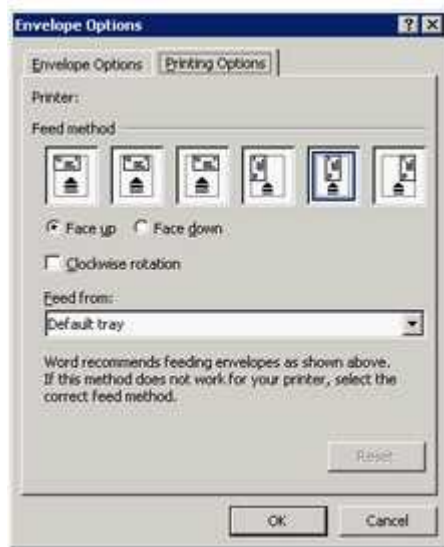 Envelope Options
Envelope Options Printing Options
Printer:
Feed method
Face up Face down
Clockwise rotation
Feed from:
Default tray
Word recommends feeding envelopes as shown above.
If this method does not work for your printer, select the
correct feed method.
Reset
OK Cancel